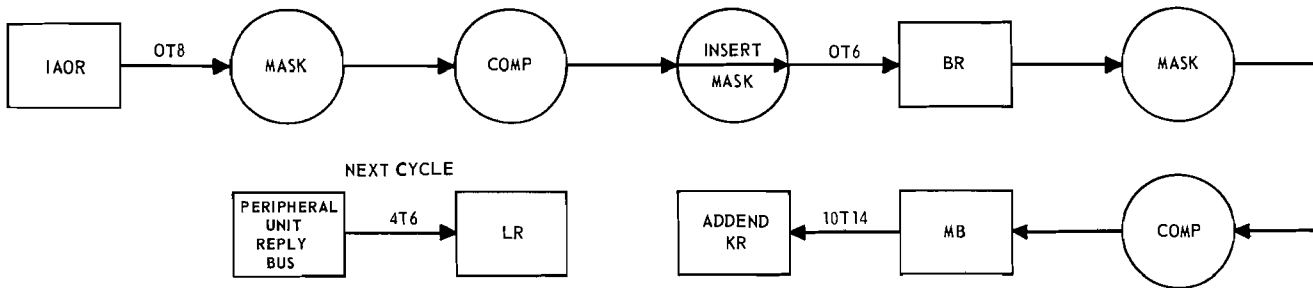 IAOR
OT8
MASK
COMP
INSERT
MASK
OT6
BR
MASK
NEXT CYCLE
PERIPHERAL
UNIT
REPLY
BUS
4T6
LR
ADDEND
KR
10T14
MB
COMP